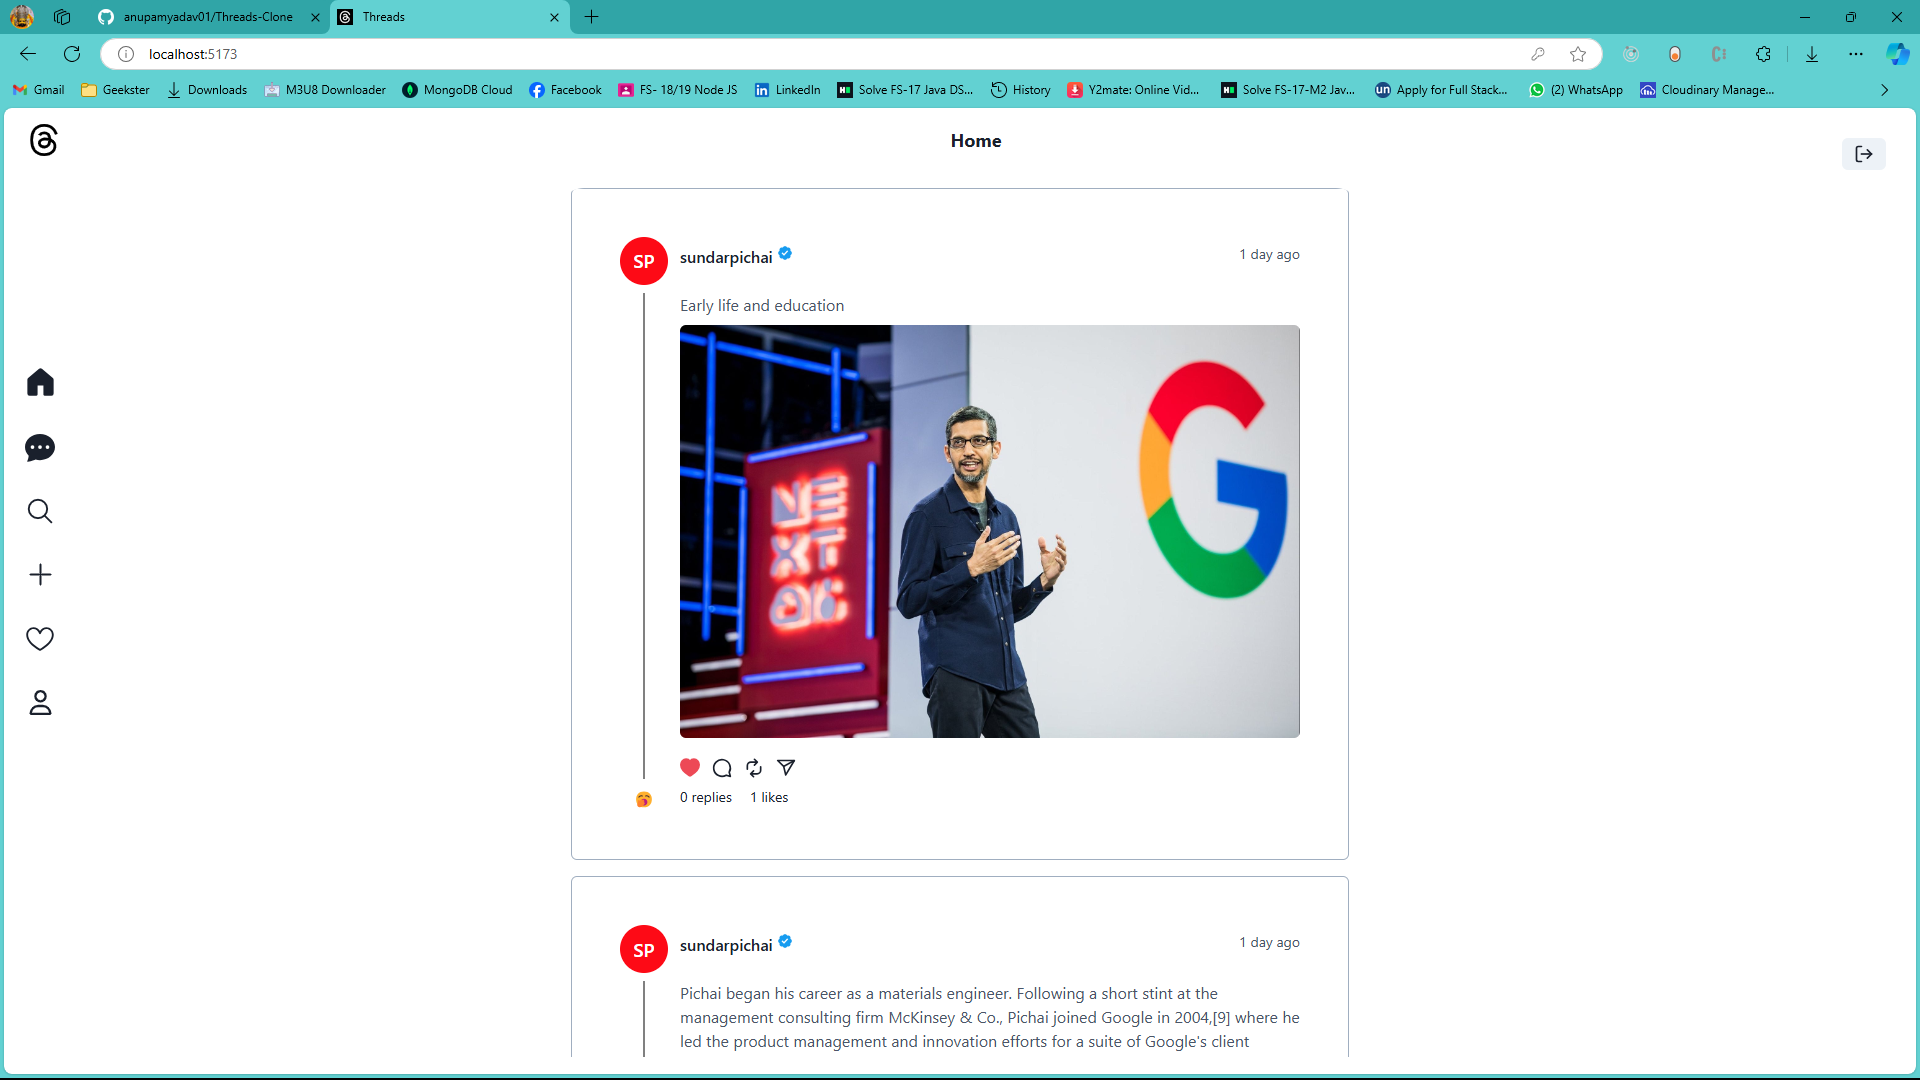 anupamyadav01/Threads-Clone
Threads
localhost:5173
Gmail
Geekster
Downloads
M3U8 Downloader
MongoDB Cloud
Facebook
FS- 18/19 Node JS
LinkedIn
Solve FS-17 Java DS...
History
Y2mate: Online Vid...
Solve FS-17-M2 Jav...
Apply for Full Stack...
(2) WhatsApp
Cloudinary Manage...
Home
SP
sundarpichai
1 day ago
Early life and education
NEXT
G
0 replies
1 likes
SP
sundarpichai
1 day ago
Pichai began his career as a materials engineer. Following a short stint at the
management consulting firm McKinsey & Co., Pichai joined Google in 2004,[9] where he
led the product management and innovation efforts for a suite of Google's client